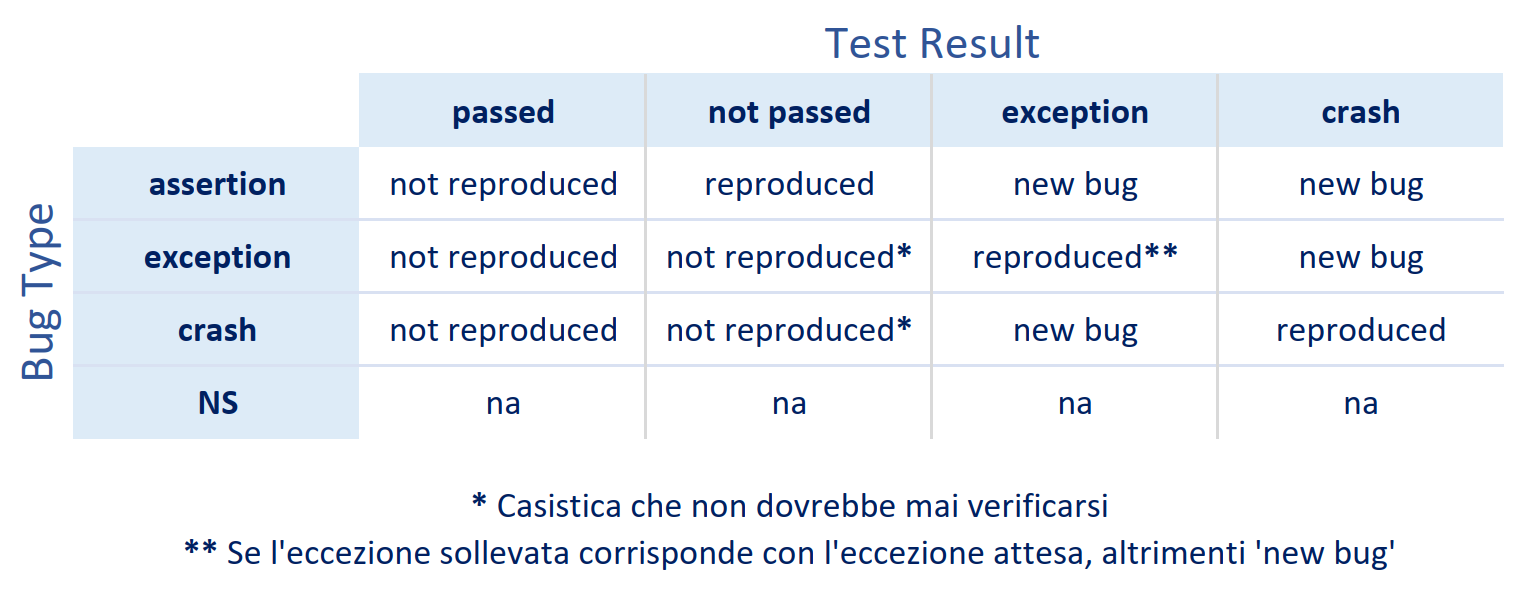 Test Result
passed not passed exception crash
Bug Type
assertion not reproduced reproduced new bug new bug
exception not reproduced not reproduced* reproduced** new bug
crash not reproduced not reproduced* new bug reproduced
NS na na na na
* Casistica che non dovrebbe mai verificarsi
** Se l'eccezione sollevata corrisponde con l'eccezione attesa, altrimenti 'new bug'